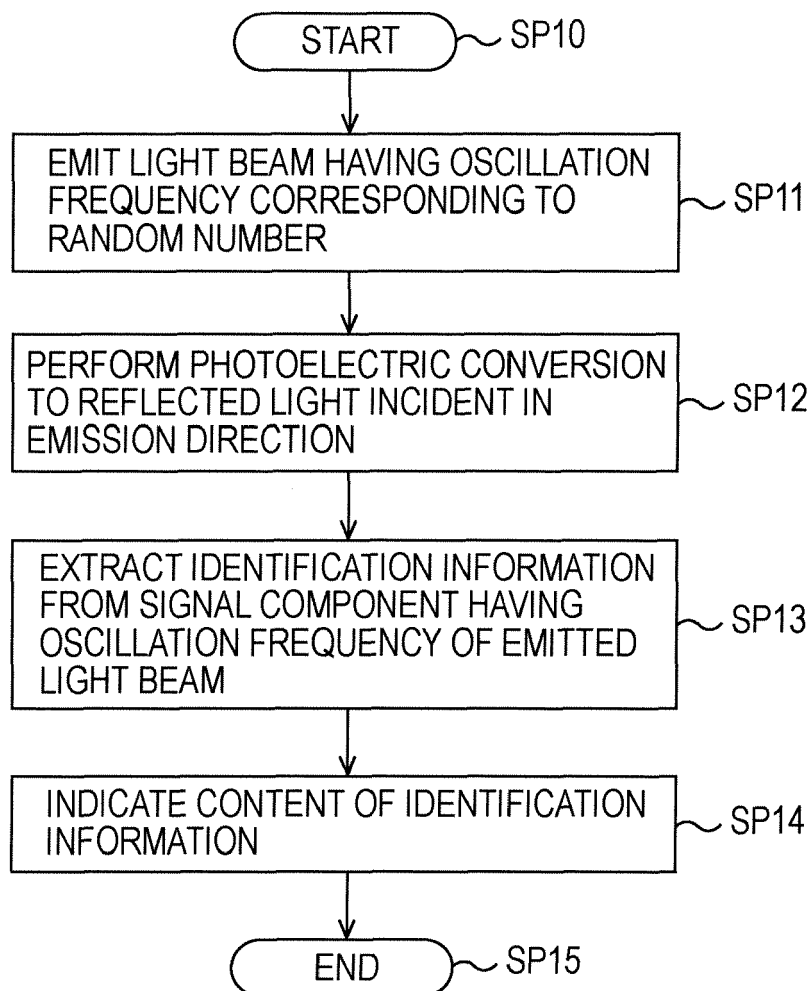 START
SP10
EMIT LIGHT BEAM HAVING OSCILLATION
FREQUENCY CORRESPONDING TO
RANDOM NUMBER
SP11
PERFORM PHOTOELECTRIC CONVERSION
TO REFLECTED LIGHT INCIDENT IN
EMISSION DIRECTION
SP12
EXTRACT IDENTIFICATION INFORMATION
FROM SIGNAL COMPONENT HAVING
OSCILLATION FREQUENCY OF EMITTED
LIGHT BEAM
SP13
INDICATE CONTENT OF IDENTIFICATION
INFORMATION
SP14
END
SP15